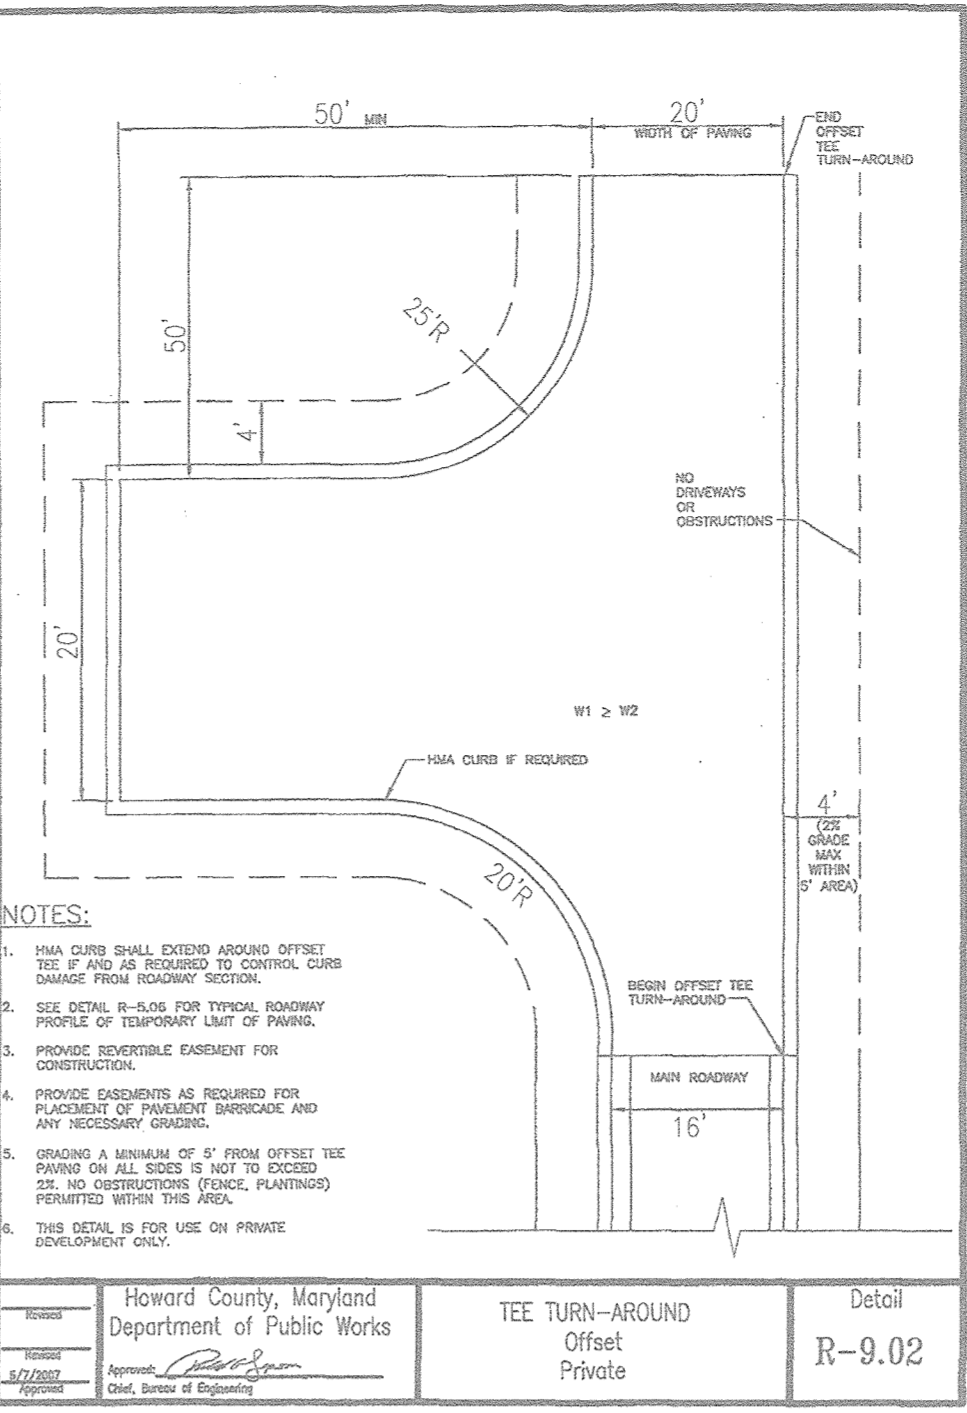 50' MIN
20'
WIDTH OF PAVING
END
OFFSET
TEE
TURN-AROUND
25'R
50'
4'
NO
DRIVEWAYS
OR
OBSTRUCTIONS
20'
W1 ≥ W2
HMA CURB IF REQUIRED
4'
(2%
GRADE
MAX
WITHIN
5' AREA)
20'R
BEGIN OFFSET TEE
TURN-AROUND
MAIN ROADWAY
16'
NOTES:
1. HMA CURB SHALL EXTEND AROUND OFFSET
TEE IF AND AS REQUIRED TO CONTROL CURB
DAMAGE FROM ROADWAY SECTION.
2. SEE DETAIL R-5.06 FOR TYPICAL ROADWAY
PROFILE OF TEMPORARY LIMIT OF PAVING.
3. PROVIDE REVERTIBLE EASEMENT FOR
CONSTRUCTION.
4. PROVIDE EASEMENTS AS REQUIRED FOR
PLACEMENT OF PAVEMENT BARRICADE AND
ANY NECESSARY GRADING.
5. GRADING A MINIMUM OF 5' FROM OFFSET TEE
PAVING ON ALL SIDES IS NOT TO EXCEED
2%. NO OBSTRUCTIONS (FENCE, PLANTINGS)
PERMITTED WITHIN THIS AREA.
6. THIS DETAIL IS FOR USE ON PRIVATE
DEVELOPMENT ONLY.
Revised
Revised
5/7/2007
Approved
Howard County, Maryland
Department of Public Works
Approved:
Chief, Bureau of Engineering
TEE TURN-AROUND
Offset
Private
Detail
R-9.02